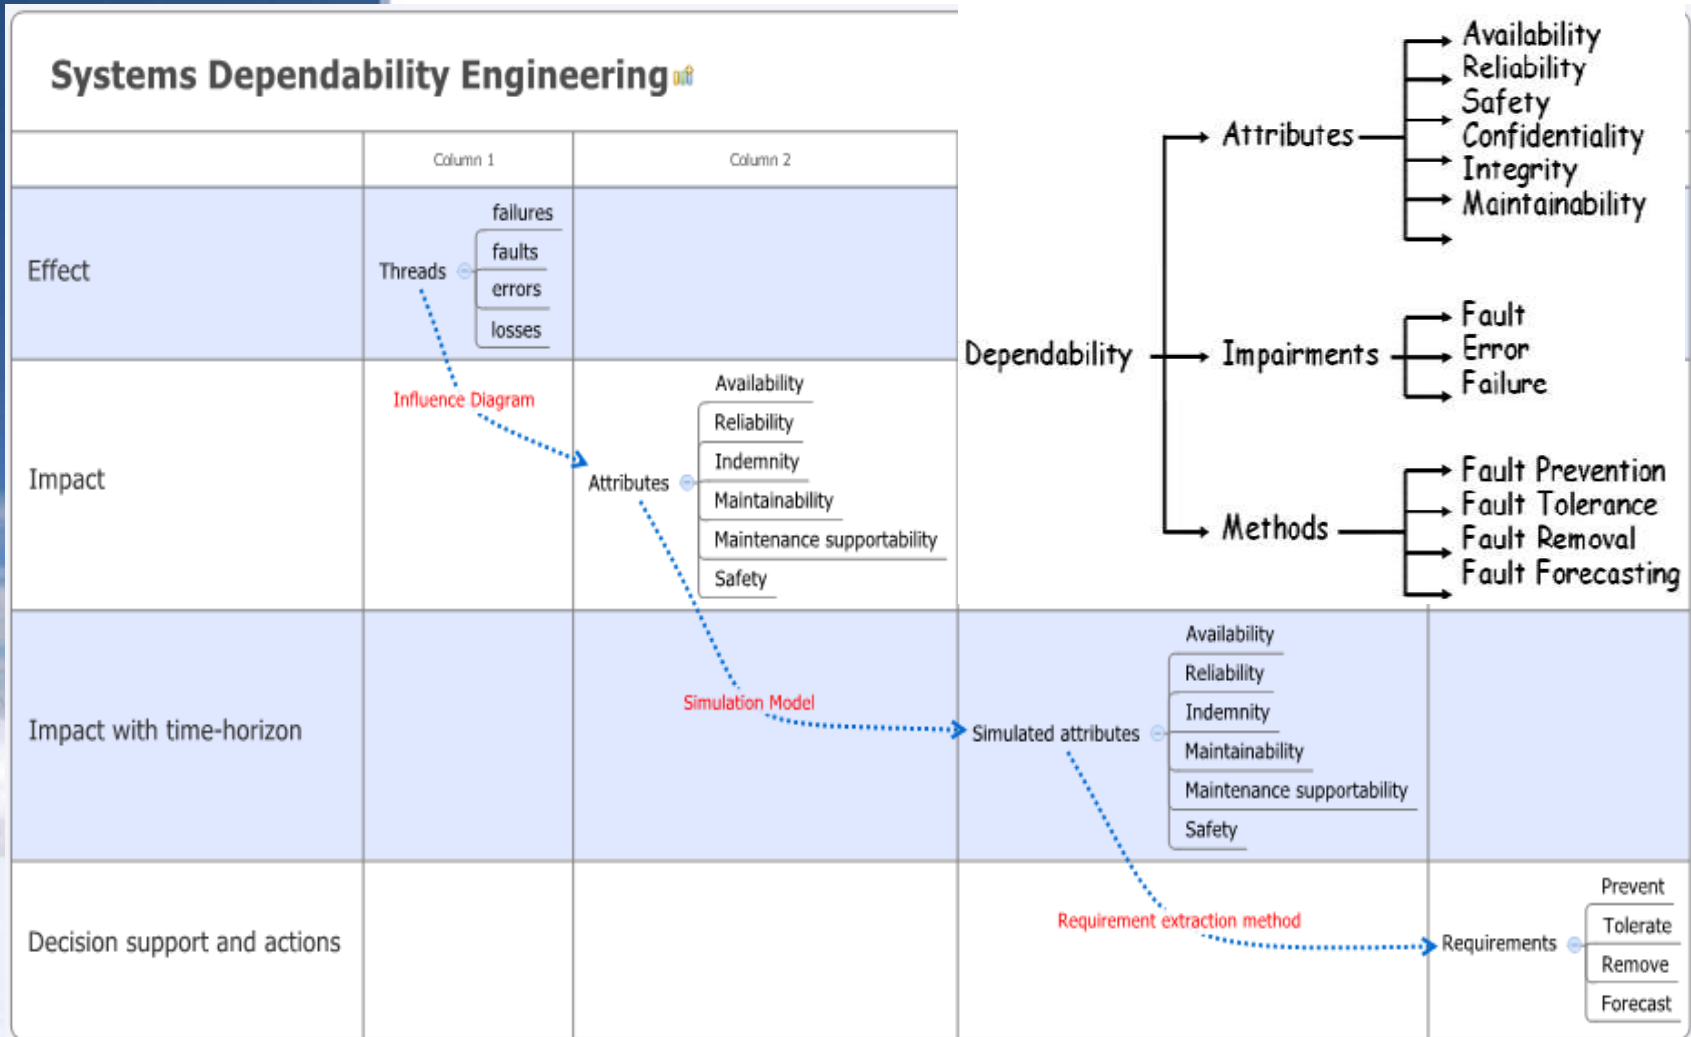 Systems Dependability Engineering
Column 1
Column 2
Effect
Threads
failures
faults
errors
losses
Influence Diagram
Impact
Attributes
Availability
Reliability
Indemnity
Maintainability
Maintenance supportability
Safety
Impact with time-horizon
Simulation Model
Simulated attributes
Availability
Reliability
Indemnity
Maintainability
Maintenance supportability
Safety
Decision support and actions
Requirement extraction method
Requirements
Prevent
Tolerate
Remove
Forecast
Dependability
Attributes
Availability
Reliability
Safety
Confidentiality
Integrity
Maintainability
Impairments
Fault
Error
Failure
Methods
Fault Prevention
Fault Tolerance
Fault Removal
Fault Forecasting